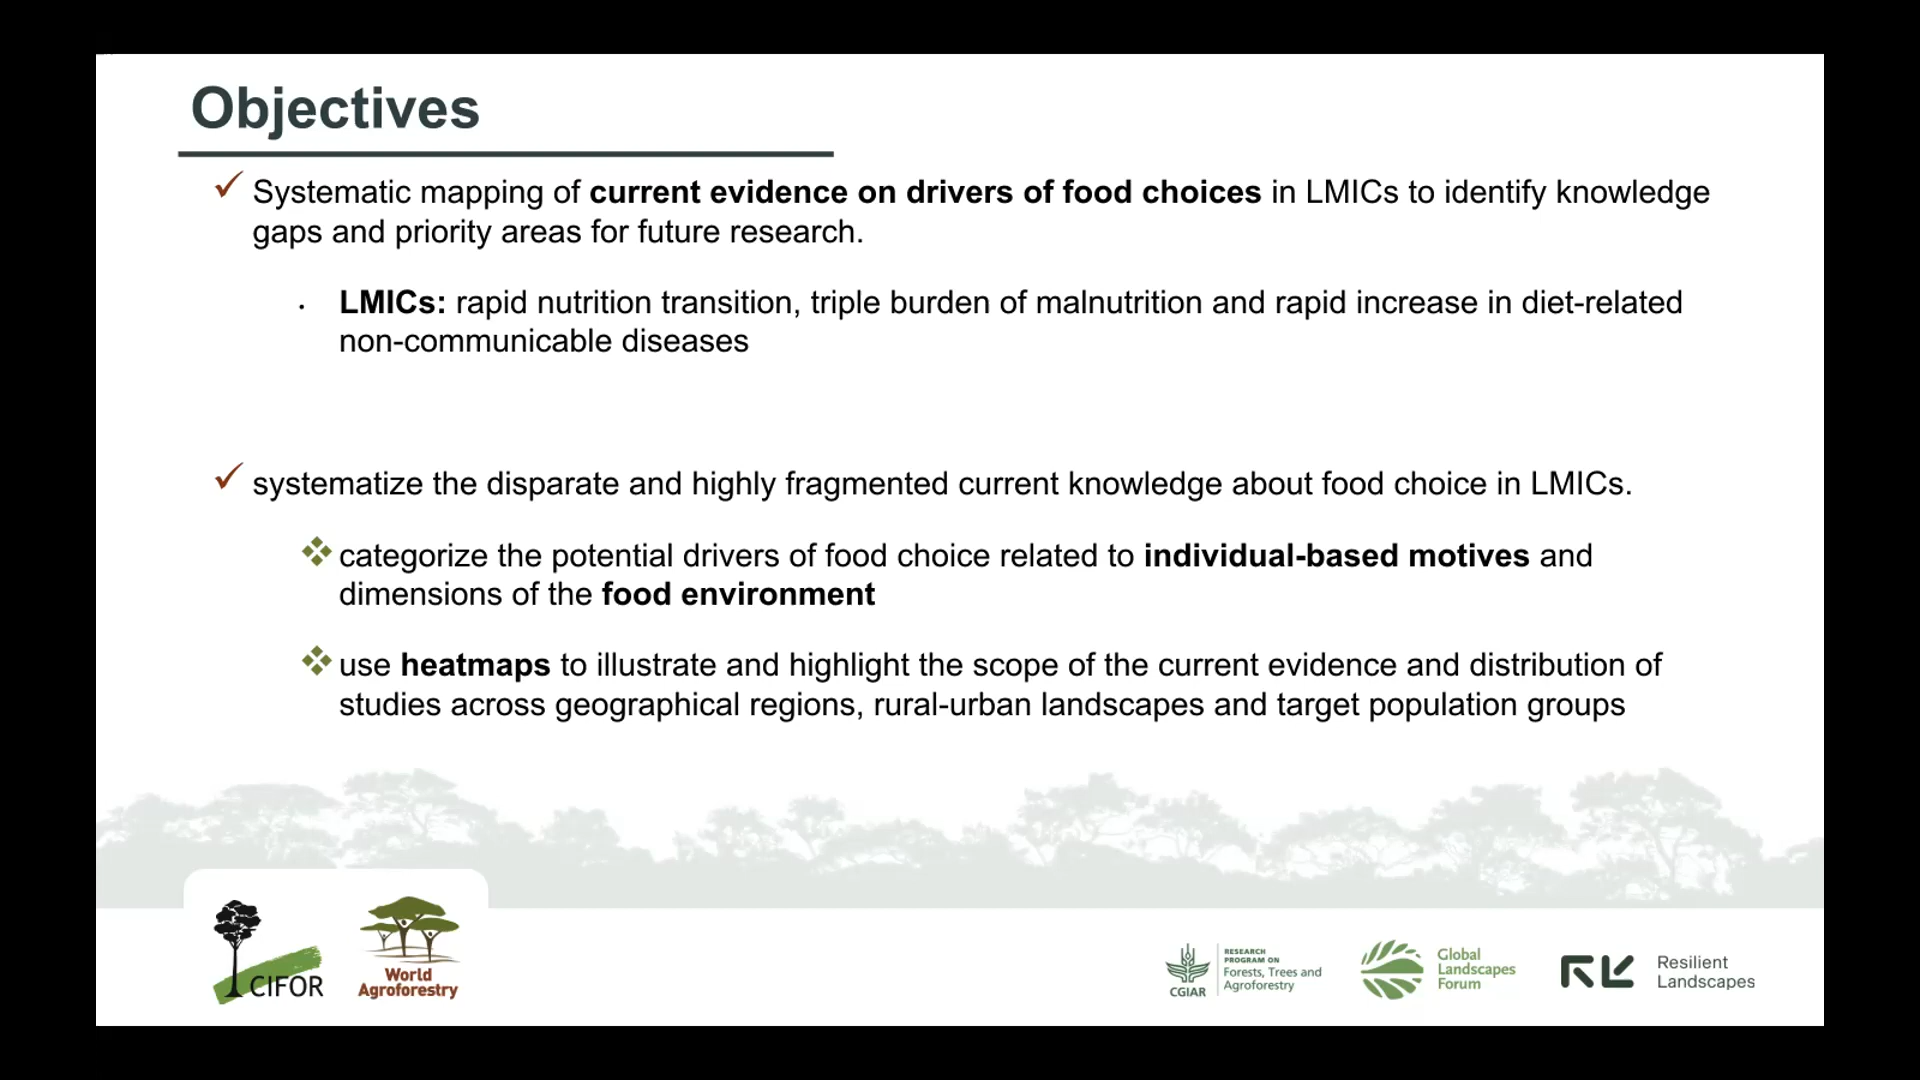 Objectives
Systematic mapping of current evidence on drivers of food choices in LMICs to identify knowledge
gaps and priority areas for future research.
LMICs: rapid nutrition transition, triple burden of malnutrition and rapid increase in diet-related
non-communicable diseases
systematize the disparate and highly fragmented current knowledge about food choice in LMICs.
categorize the potential drivers of food choice related to individual-based motives and
dimensions of the food environment
use heatmaps to illustrate and highlight the scope of the current evidence and distribution of
studies across geographical regions, rural-urban landscapes and target population groups
CIFOR
World
Agroforestry
CGIAR
RESEARCH
PROGRAM ON
Forests, Trees and
Agroforestry
Global
Landscapes
Forum
Resilient
Landscapes